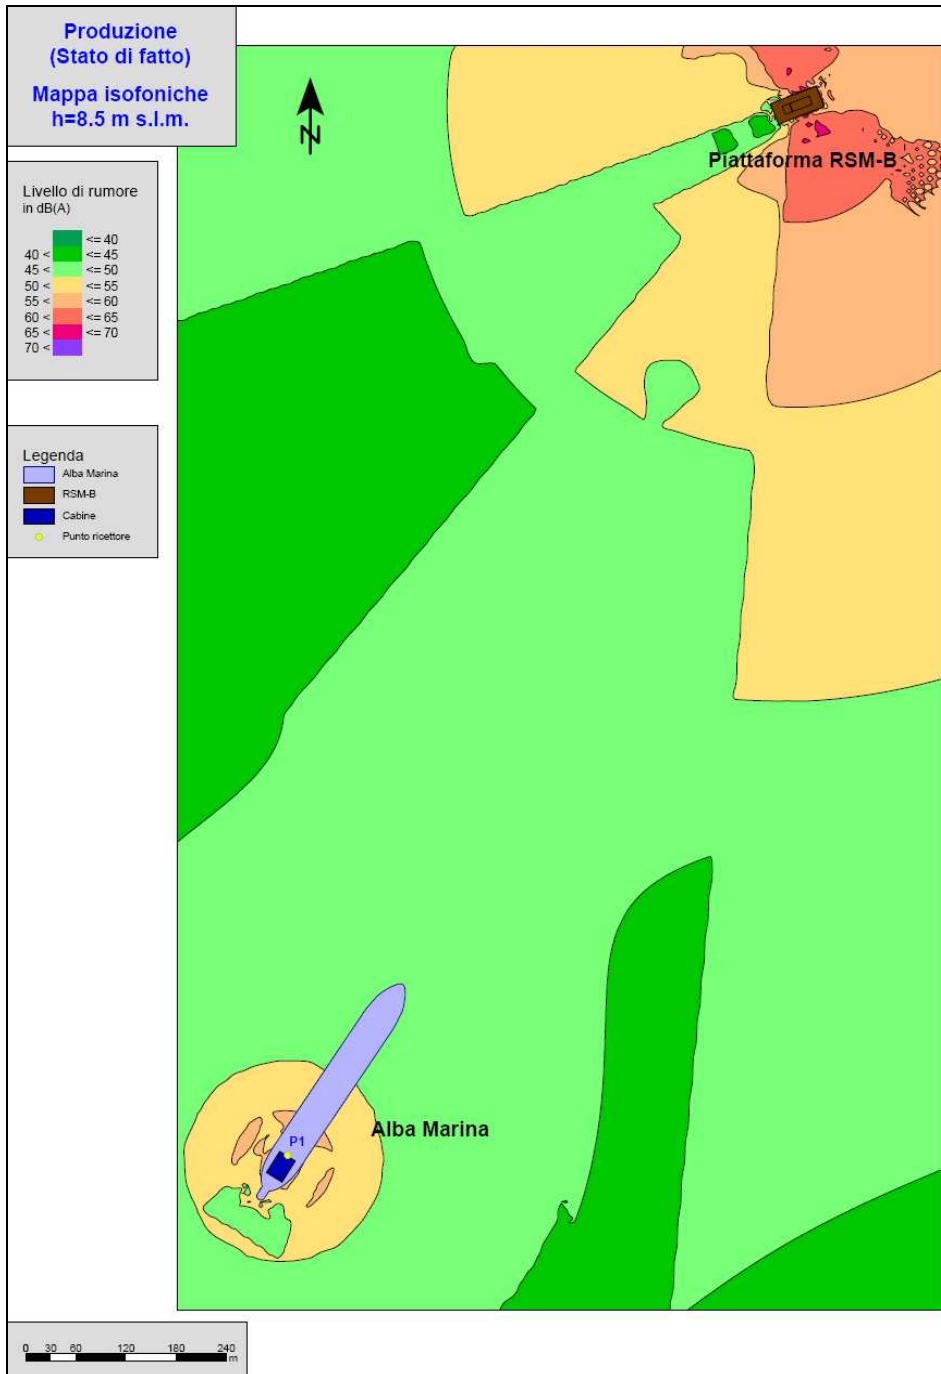 Produzione
(Stato di fatto)
Mappa isofoniche
h=8.5 m s.l.m.
N
Piattaforma RSM-B
Livello di rumore
in dB(A)
<= 40
40 < <= 45
45 < <= 50
50 < <= 55
55 < <= 60
60 < <= 65
65 < <= 70
70 <
Legenda
Alba Marina
RSM-B
Cabine
Punto ricettore
Alba Marina
P1
0 30 60 120 180 240
m